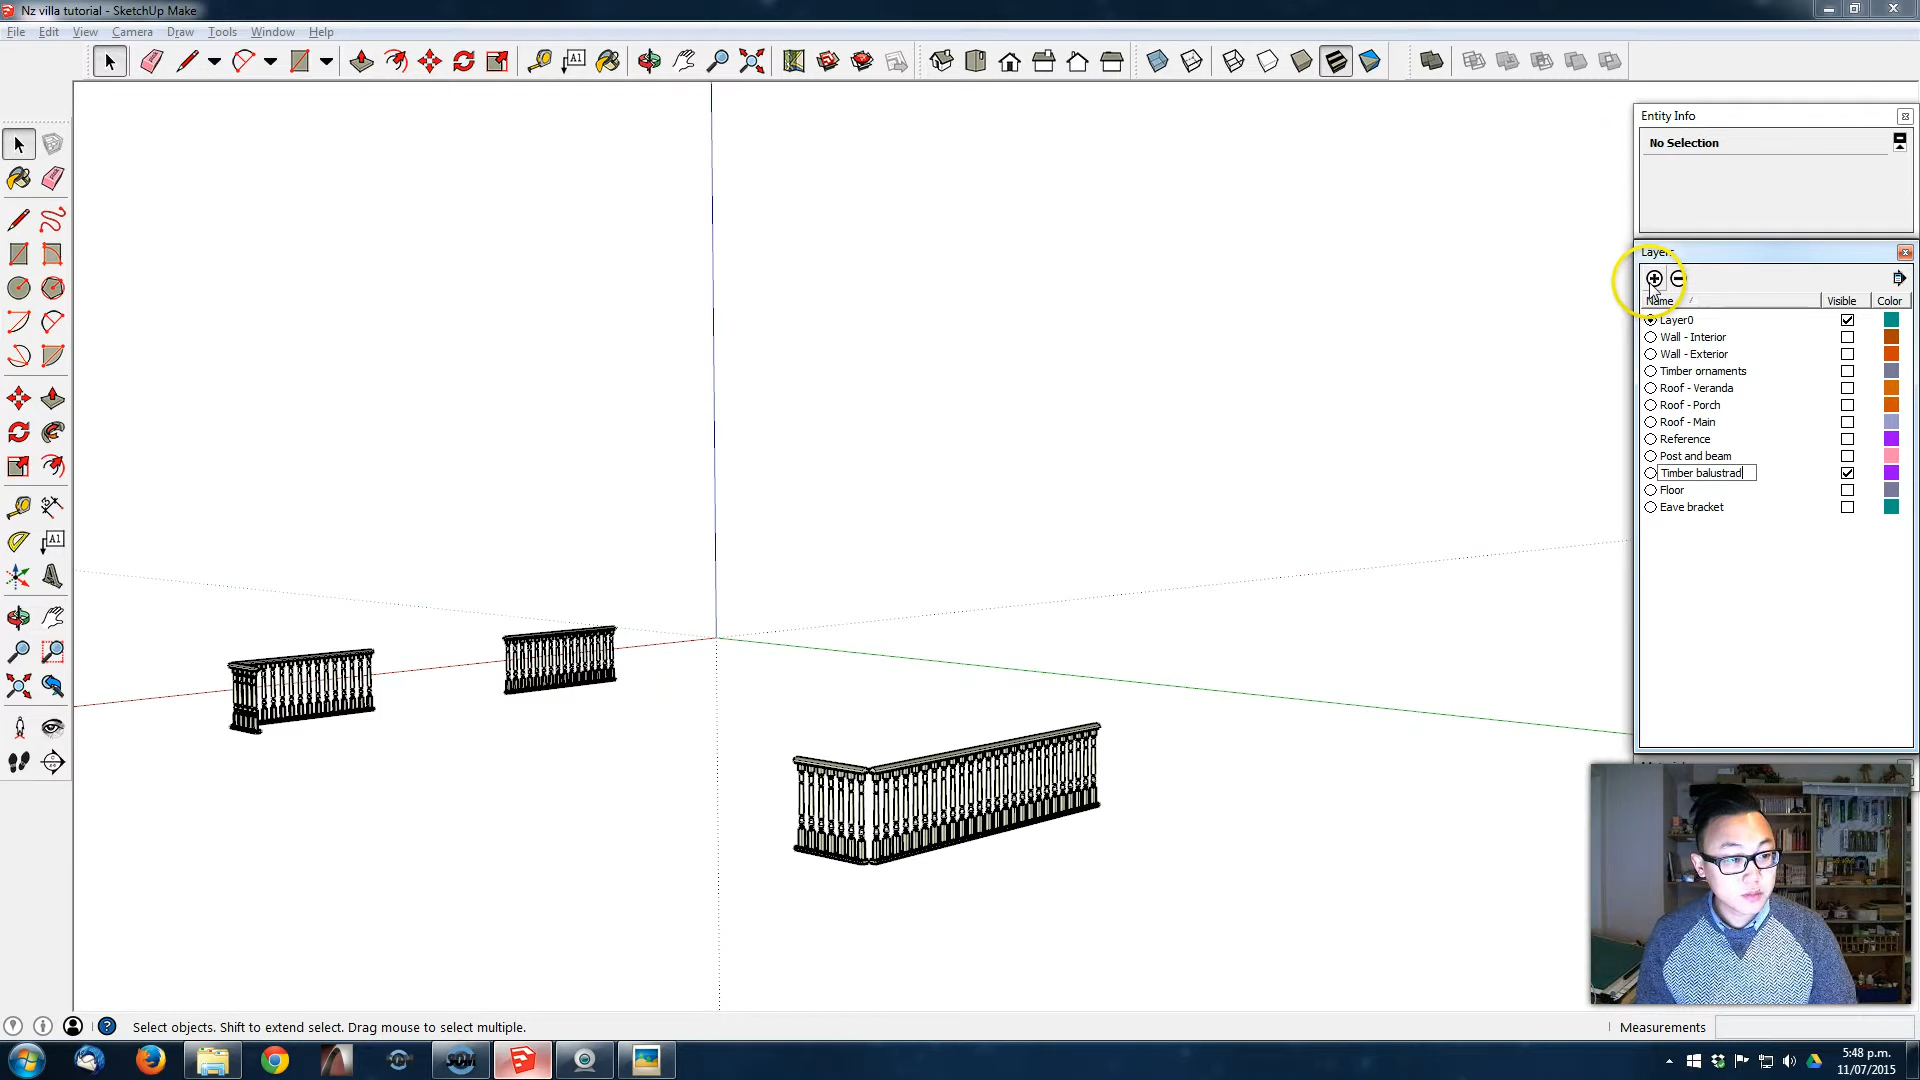 Nz villa tutorial - SketchUp Make
File Edit View Camera Draw Tools Window Help
A1
Entity Info
No Selection
Layers
Name Visible Color
Layer0
Wall - Interior
Wall - Exterior
Timber ornaments
Roof - Veranda
Roof - Porch
Roof - Main
Reference
Post and beam
Timber balustrad
Floor
Eave bracket
A1
Select objects. Shift to extend select. Drag mouse to select multiple.
Measurements
5:48 p.m.
11/07/2015